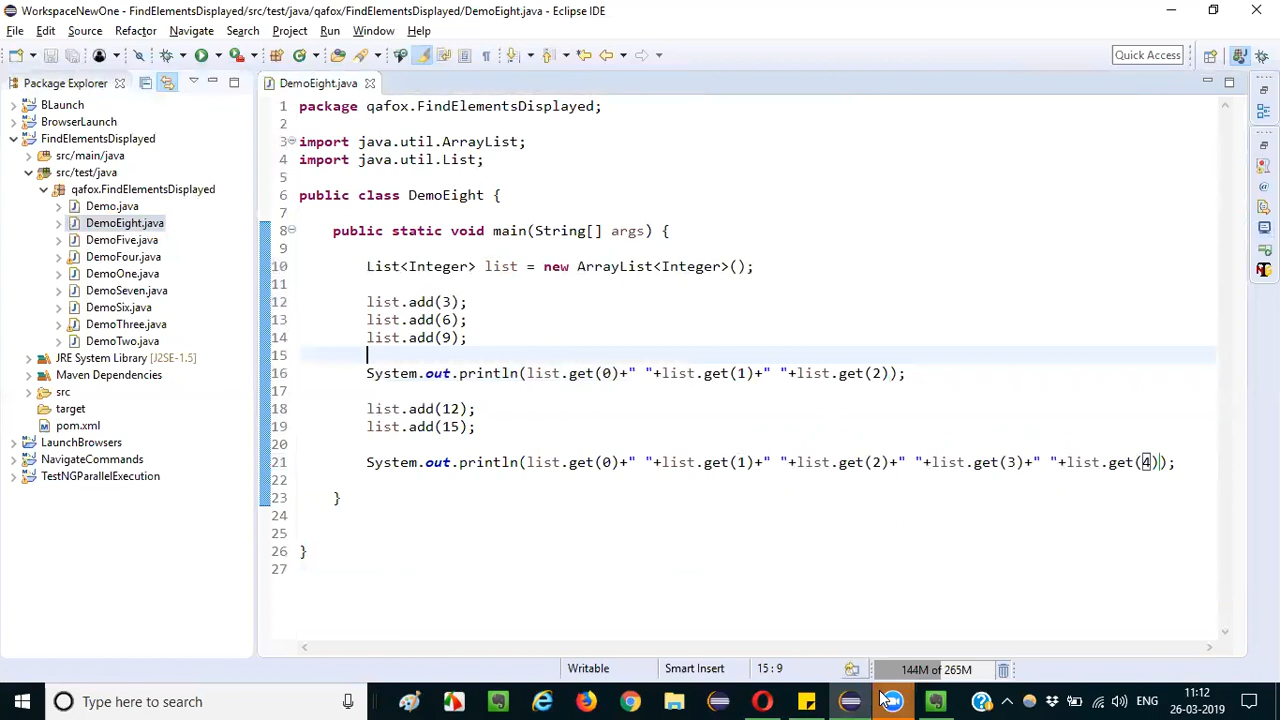 WorkspaceNewOne - FindElementsDisplayed/src/test/java/qafox/FindElementsDisplayed/DemoEight.java - Eclipse IDE
File Edit Source Refactor Navigate Search Project Run Window Help
Quick Access
Package Explorer
BLaunch
BrowserLaunch
FindElementsDisplayed
src/main/java
src/test/java
qafox.FindElementsDisplayed
Demo.java
DemoEight.java
DemoFive.java
DemoFour.java
DemoOne.java
DemoSeven.java
DemoSix.java
DemoThree.java
DemoTwo.java
JRE System Library [J2SE-1.5]
Maven Dependencies
src
target
pom.xml
LaunchBrowsers
NavigateCommands
TestNGParallelExecution
DemoEight.java
1 package qafox.FindElementsDisplayed;
2
3 import java.util.ArrayList;
4 import java.util.List;
5
6 public class DemoEight {
7
8 public static void main(String[] args) {
9
10 List<Integer> list = new ArrayList<Integer>();
11
12 list.add(3);
13 list.add(6);
14 list.add(9);
15
16 System.out.println(list.get(0)+" "+list.get(1)+" "+list.get(2));
17
18 list.add(12);
19 list.add(15);
20
21 System.out.println(list.get(0)+" "+list.get(1)+" "+list.get(2)+" "+list.get(3)+" "+list.get(4));
22
23 }
24
25
26 }
27
Writable Smart Insert 15 : 9 144M of 265M
Type here to search
ENG
11:12
26-03-2019